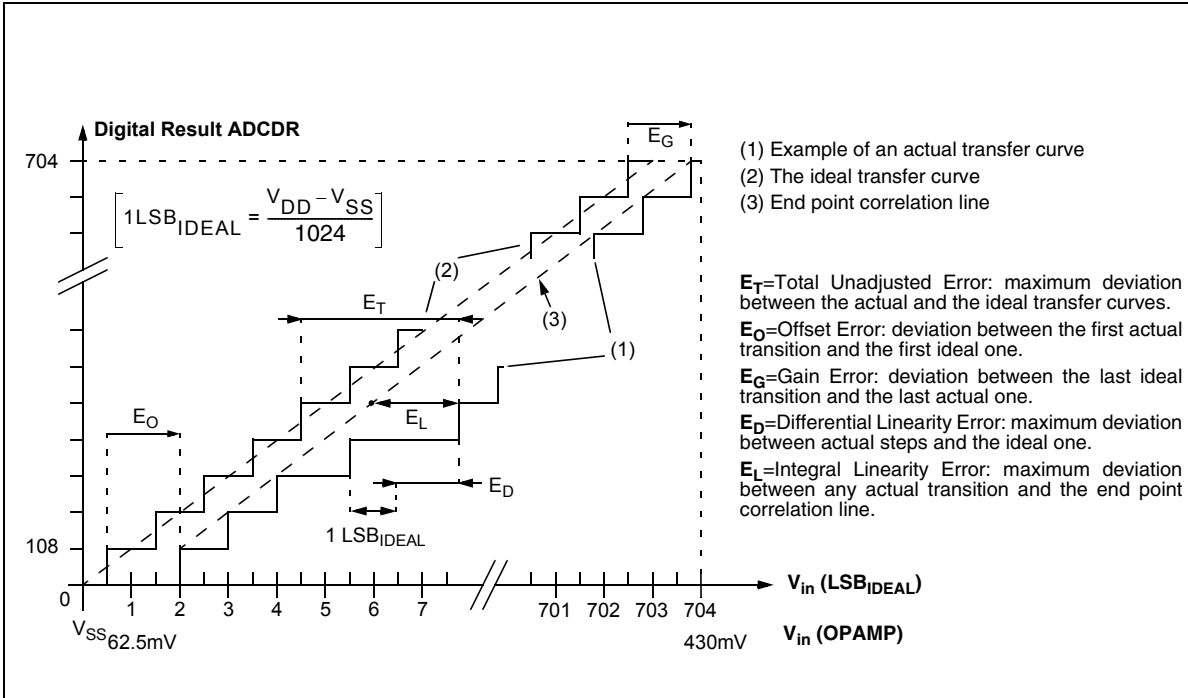 Digital Result ADCDR
E_G
704
1LSB_IDEAL = (V_DD – V_SS) / 1024
(1) Example of an actual transfer curve
(2) The ideal transfer curve
(3) End point correlation line
(2)
E_T
(3)
(1)
E_T=Total Unadjusted Error: maximum deviation
between the actual and the ideal transfer curves.
E_O=Offset Error: deviation between the first actual
transition and the first ideal one.
E_G=Gain Error: deviation between the last ideal
transition and the last actual one.
E_D=Differential Linearity Error: maximum deviation
between actual steps and the ideal one.
E_L=Integral Linearity Error: maximum deviation
between any actual transition and the end point
correlation line.
E_O
E_L
E_D
1 LSB_IDEAL
108
0
1 2 3 4 5 6 7 701 702 703 704
V_in (LSB_IDEAL)
V_SS 62.5mV 430mV
V_in (OPAMP)